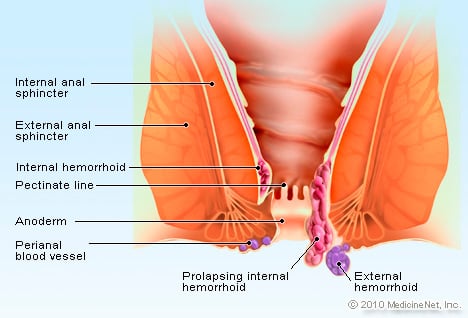 Internal anal
sphincter
External anal
sphincter
Internal hemorrhoid
Pectinate line
Anoderm
Perianal
blood vessel
Prolapsing internal
hemorrhoid
External
hemorrhoid
© 2010 MedicineNet, Inc.